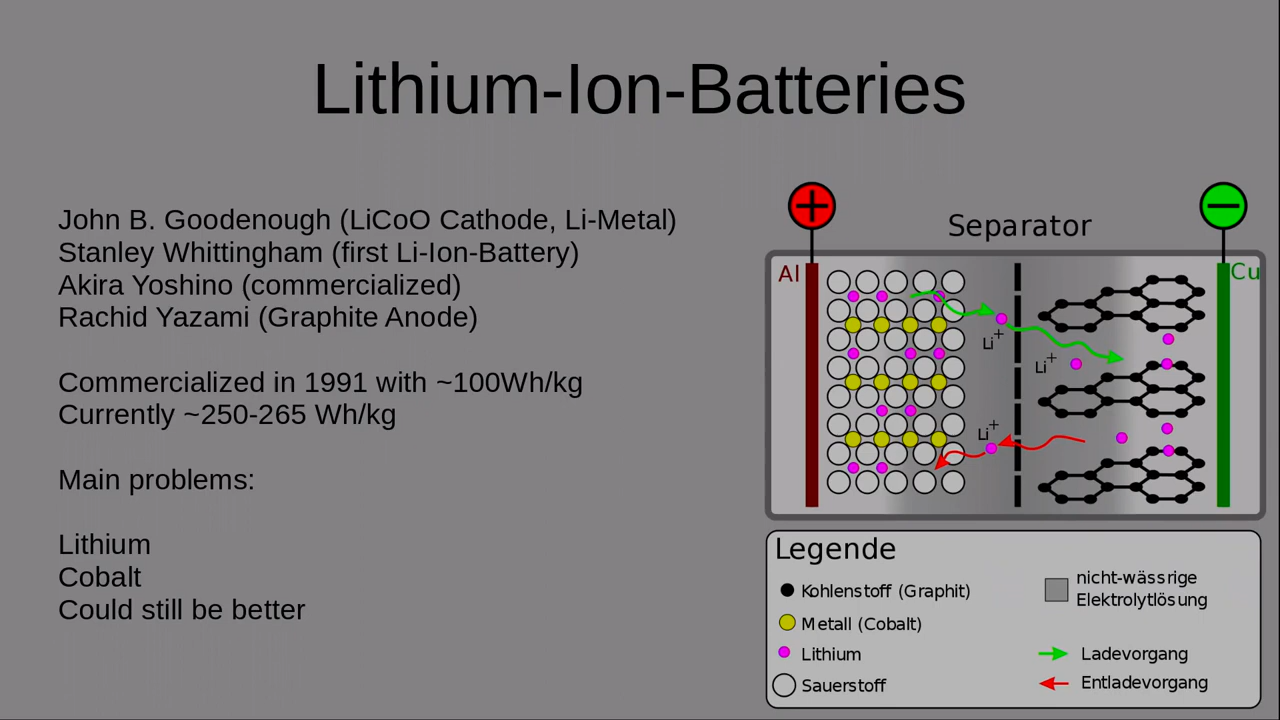 Lithium-Ion-Batteries
John B. Goodenough (LiCoO Cathode, Li-Metal)
Stanley Whittingham (first Li-Ion-Battery)
Akira Yoshino (commercialized)
Rachid Yazami (Graphite Anode)
Commercialized in 1991 with ~100Wh/kg
Currently ~250-265 Wh/kg
Main problems:
Lithium
Cobalt
Could still be better
+
−
Separator
Al
Cu
Li+
Li+
Li+
Legende
Kohlenstoff (Graphit)
Metall (Cobalt)
Lithium
Sauerstoff
nicht-wässrige
Elektrolytlösung
Ladevorgang
Entladevorgang